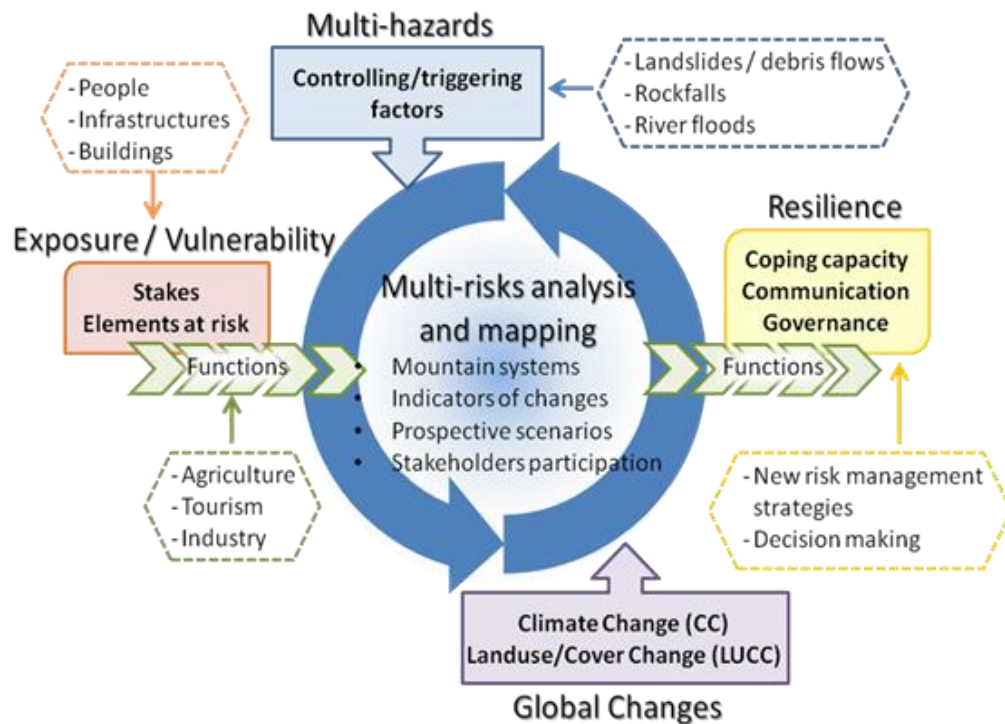 Multi-hazards
Controlling/triggering
factors
- Landslides / debris flows
- Rockfalls
- River floods
- People
- Infrastructures
- Buildings
Exposure / Vulnerability
Stakes
Elements at risk
Functions
- Agriculture
- Tourism
- Industry
Multi-risks analysis
and mapping
• Mountain systems
• Indicators of changes
• Prospective scenarios
• Stakeholders participation
Resilience
Coping capacity
Communication
Governance
Functions
- New risk management
strategies
- Decision making
Climate Change (CC)
Landuse/Cover Change (LUCC)
Global Changes